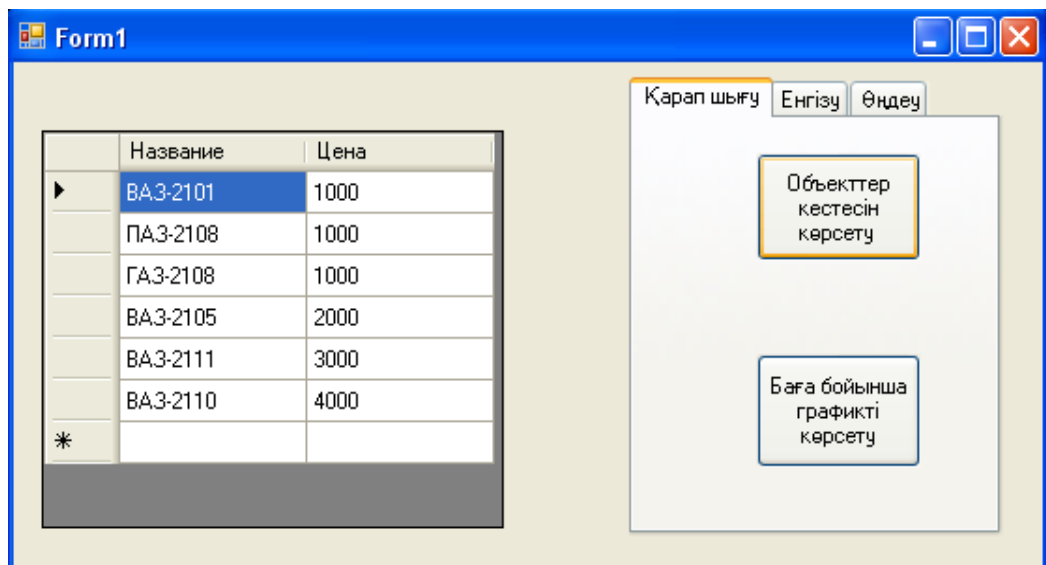 Form1
Қарап шығу Енгізу Өңдеу
Название Цена
ВАЗ-2101 1000
ПАЗ-2108 1000
ГАЗ-2108 1000
ВАЗ-2105 2000
ВАЗ-2111 3000
ВАЗ-2110 4000
Объекттер
кестесін
көрсету
Баға бойынша
графикті
көрсету